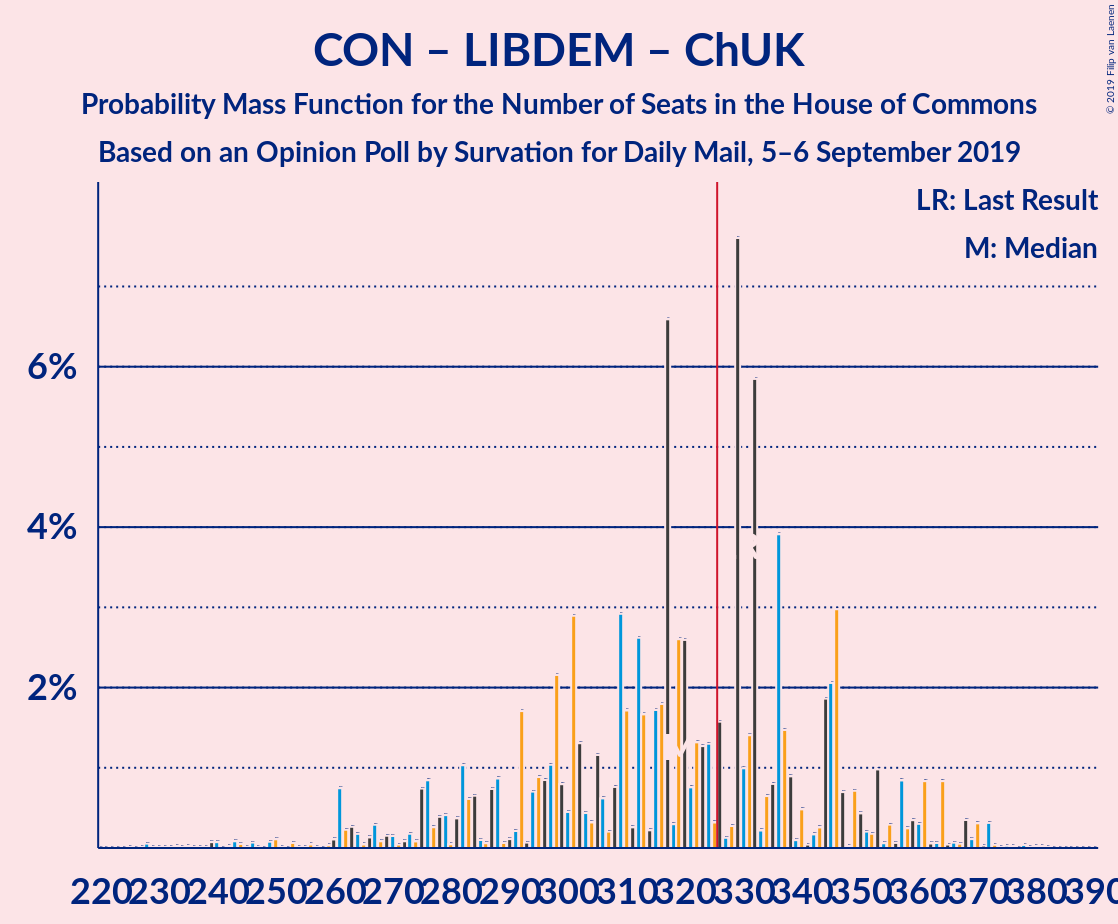 CON – LIBDEM – ChUK
Probability Mass Function for the Number of Seats in the House of Commons
Based on an Opinion Poll by Survation for Daily Mail, 5–6 September 2019
© 2019 Filip van Laenen
LR: Last Result
M: Median
6%
4%
2%
220 230 240 250 260 270 280 290 300 310 320 330 340 350 360 370 380 390